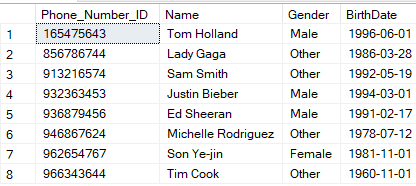 Phone_Number_ID Name Gender BirthDate
1 165475643 Tom Holland Male 1996-06-01
2 856786744 Lady Gaga Other 1986-03-28
3 913216574 Sam Smith Other 1992-05-19
4 932363453 Justin Bieber Male 1994-03-01
5 936879456 Ed Sheeran Male 1991-02-17
6 946867624 Michelle Rodriguez Other 1978-07-12
7 962654767 Son Ye-jin Female 1981-11-01
8 966343644 Tim Cook Other 1960-11-01